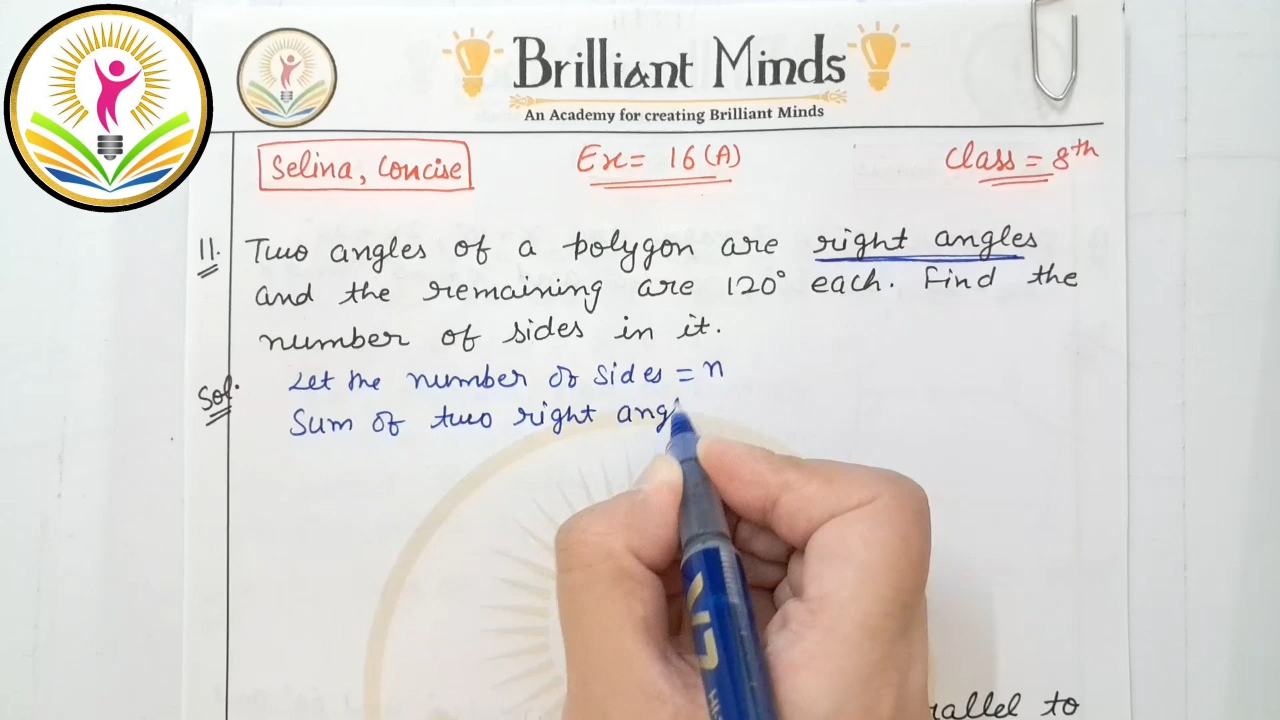 Brilliant Minds
An Academy for creating Brilliant Minds
Selina, Concise
Ex = 16 (A)
Class = 8th
11. Two angles of a polygon are right angles
and the remaining are 120° each. Find the
number of sides in it.
Sol. Let the number of sides = n
Sum of two right ang
parallel to
V7